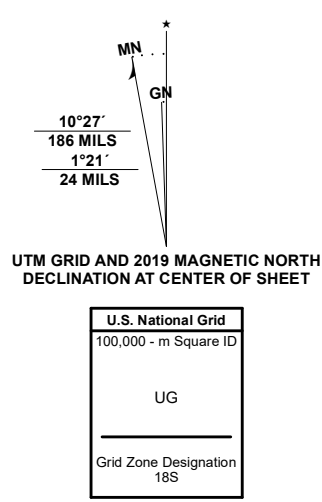 MN
GN
10°27´
186 MILS
1°21´
24 MILS
UTM GRID AND 2019 MAGNETIC NORTH
DECLINATION AT CENTER OF SHEET
U.S. National Grid
100,000 - m Square ID
UG
Grid Zone Designation
18S